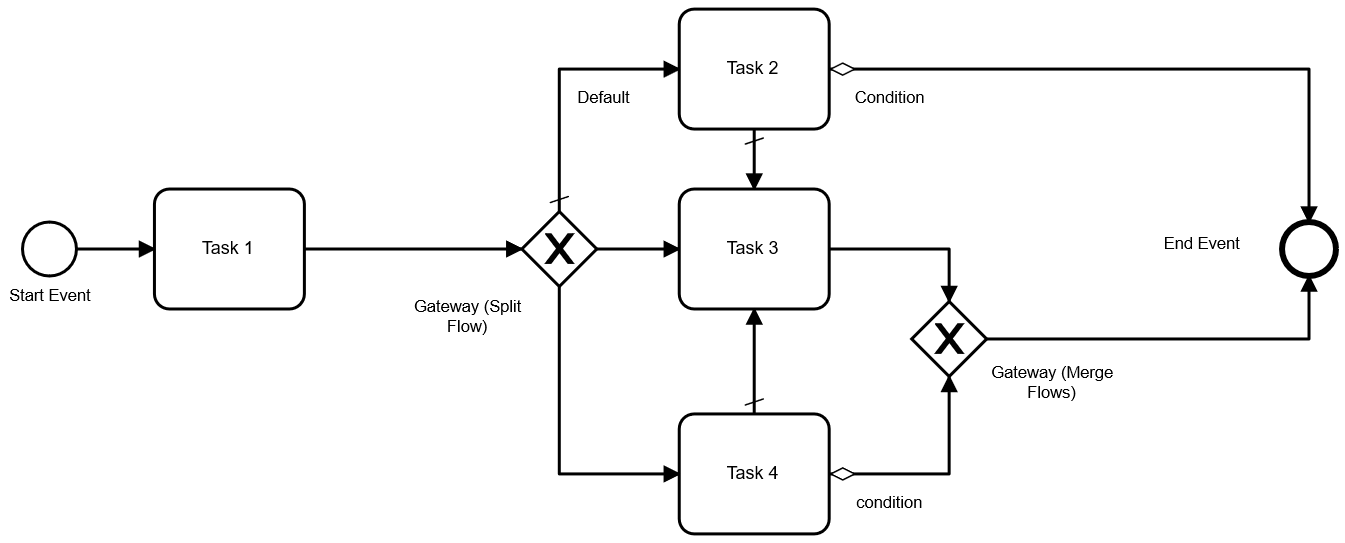 Task 2
Default
Condition
Task 1
Task 3
End Event
Start Event
Gateway (Split
Flow)
Gateway (Merge
Flows)
Task 4
condition